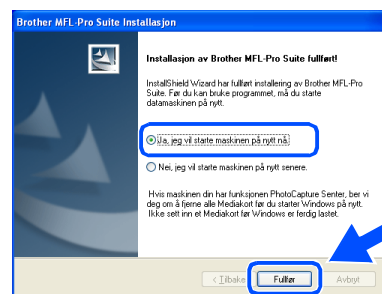 Brother MFL-Pro Suite Installasjon
Installasjon av Brother MFL-Pro Suite fullført!
InstallShield Wizard har fullført installering av Brother MFL-Pro
Suite. Før du kan bruke programmet, må du starte
datamaskinen på nytt.
Ja, jeg vil starte maskinen på nytt nå.
Nei, jeg vil starte maskinen på nytt senere.
Hvis maskinen din har funksjonen PhotoCapture Senter, ber vi
deg om å fjerne alle Mediakort før du starter Windows på nytt.
Ikke sett inn et Mediakort før Windows er ferdig lastet.
< Tilbake
Fullfør
Avbryt